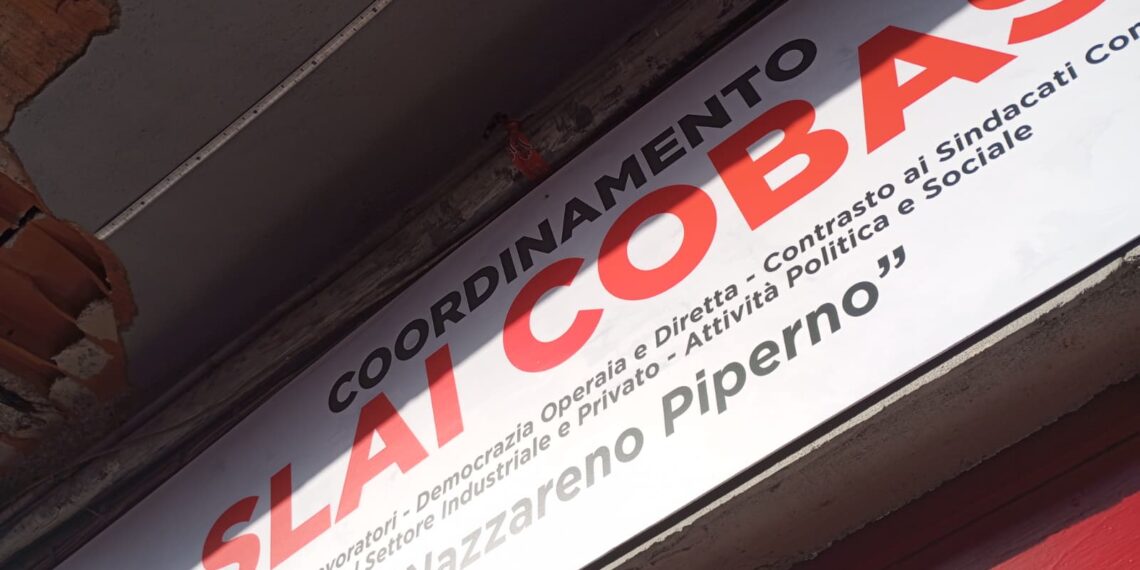 COORDINAMENTO
SLAI COBAS
- Democrazia Operaia e Diretta - Contrasto ai Sindacati
Settore Industriale e Privato - Attività Politica e Sociale
Nazzareno Piperno”